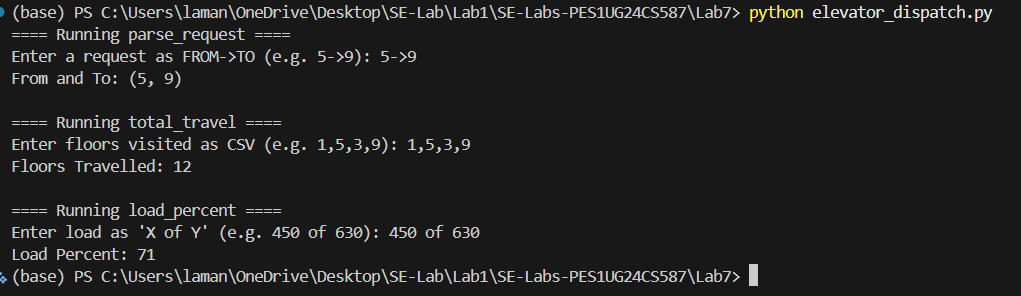 (base) PS C:\Users\laman\OneDrive\Desktop\SE-Lab\Lab1\SE-Labs-PES1UG24CS587\Lab7> python elevator_dispatch.py
==== Running parse_request ====
Enter a request as FROM->TO (e.g. 5->9): 5->9
From and To: (5, 9)

==== Running total_travel ====
Enter floors visited as CSV (e.g. 1,5,3,9): 1,5,3,9
Floors Travelled: 12

==== Running load_percent ====
Enter load as 'X of Y' (e.g. 450 of 630): 450 of 630
Load Percent: 71
(base) PS C:\Users\laman\OneDrive\Desktop\SE-Lab\Lab1\SE-Labs-PES1UG24CS587\Lab7>